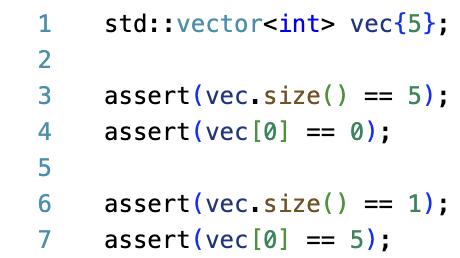 1 std::vector<int> vec{5};
2
3 assert(vec.size() == 5);
4 assert(vec[0] == 0);
5
6 assert(vec.size() == 1);
7 assert(vec[0] == 5);